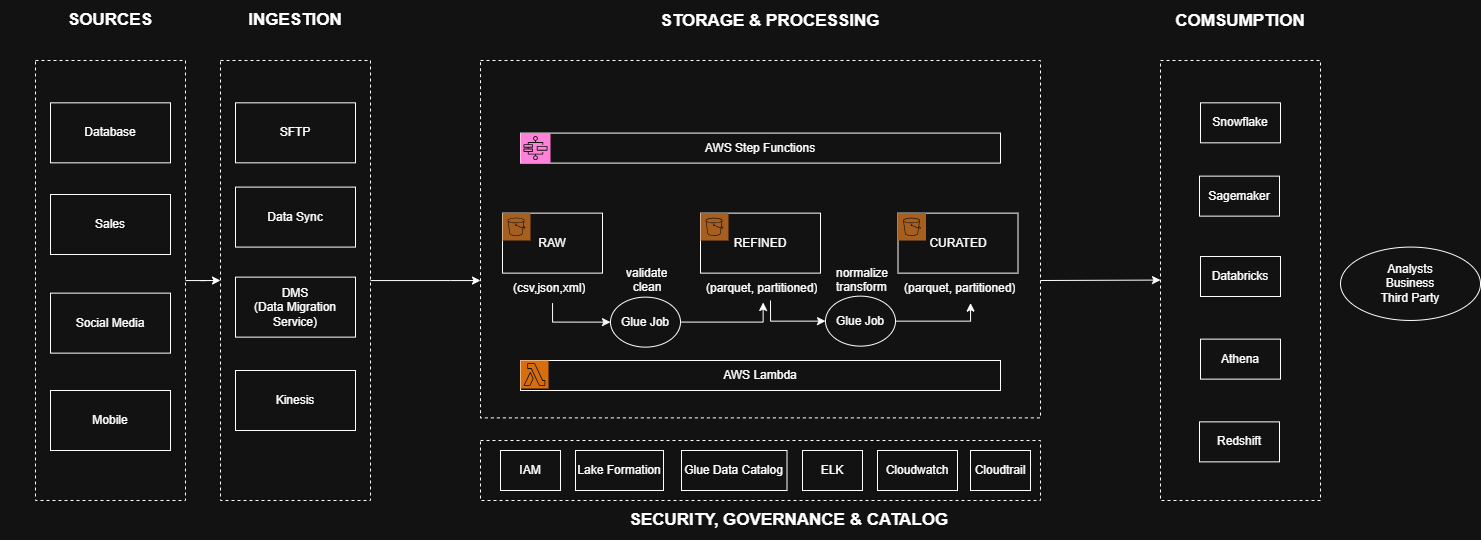 SOURCES
INGESTION
STORAGE & PROCESSING
COMSUMPTION
Database
Sales
Social Media
Mobile
SFTP
Data Sync
DMS
(Data Migration
Service)
Kinesis
AWS Step Functions
RAW
(csv,json,xml)
validate
clean
Glue Job
REFINED
(parquet, partitioned)
normalize
transform
Glue Job
CURATED
(parquet, partitioned)
AWS Lambda
IAM
Lake Formation
Glue Data Catalog
ELK
Cloudwatch
Cloudtrail
SECURITY, GOVERNANCE & CATALOG
Snowflake
Sagemaker
Databricks
Athena
Redshift
Analysts
Business
Third Party